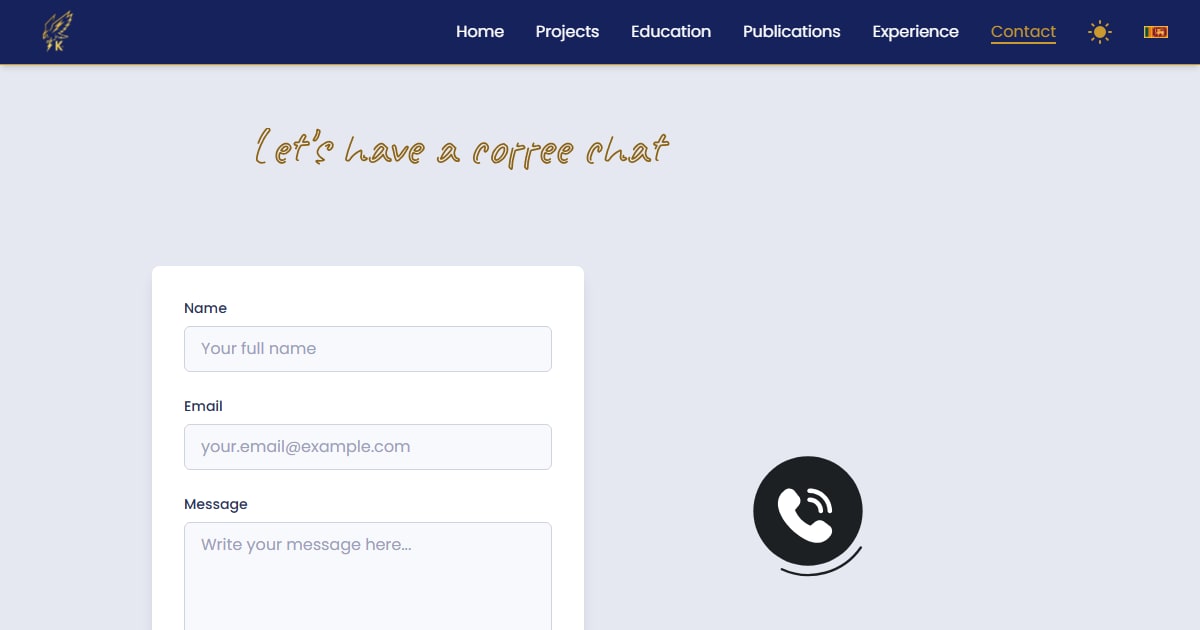 K
Home Projects Education Publications Experience Contact
Let's have a coffee chat
Name
Your full name
Email
your.email@example.com
Message
Write your message here...